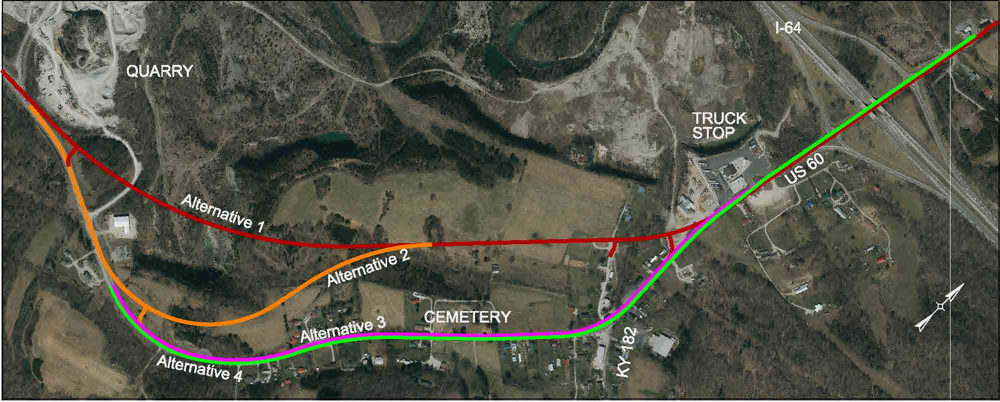 I-64
QUARRY
TRUCK
STOP
US 60
Alternative 1
Alternative 2
CEMETERY
Alternative 3
KY 182
Alternative 4